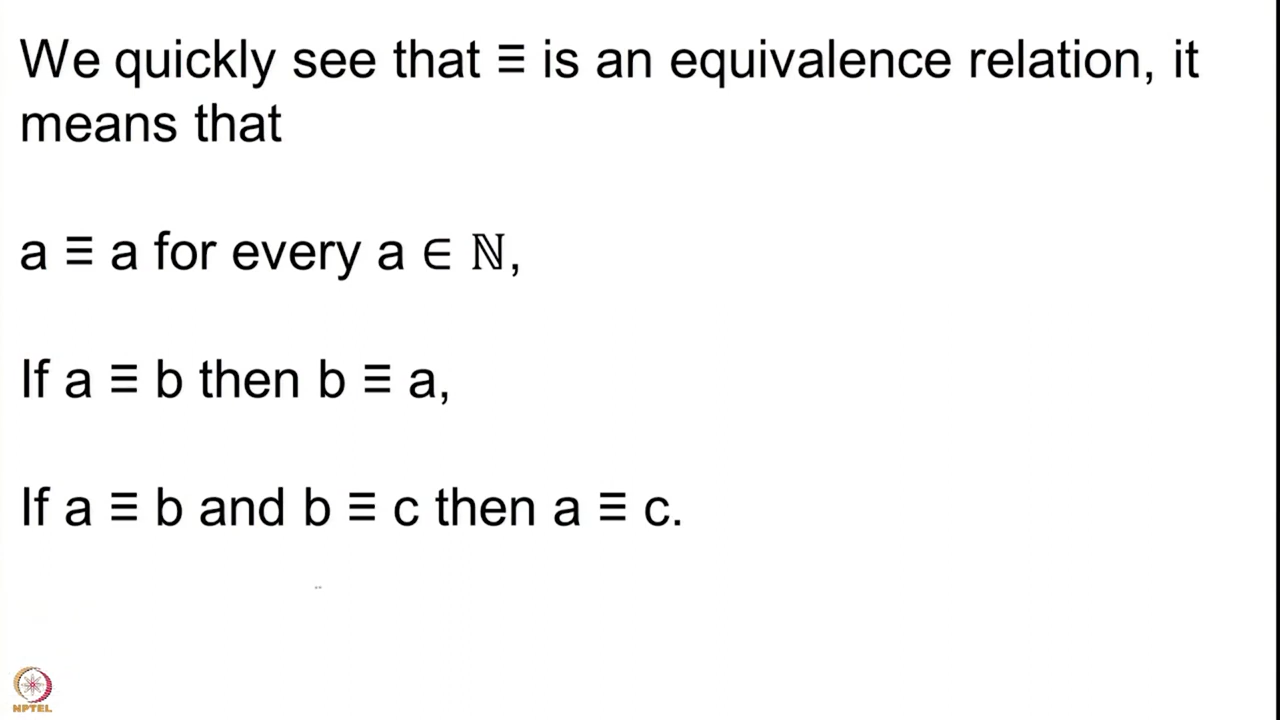 We quickly see that ≡ is an equivalence relation, it
means that
a ≡ a for every a ∈ ℕ,
If a ≡ b then b ≡ a,
If a ≡ b and b ≡ c then a ≡ c.
NPTEL